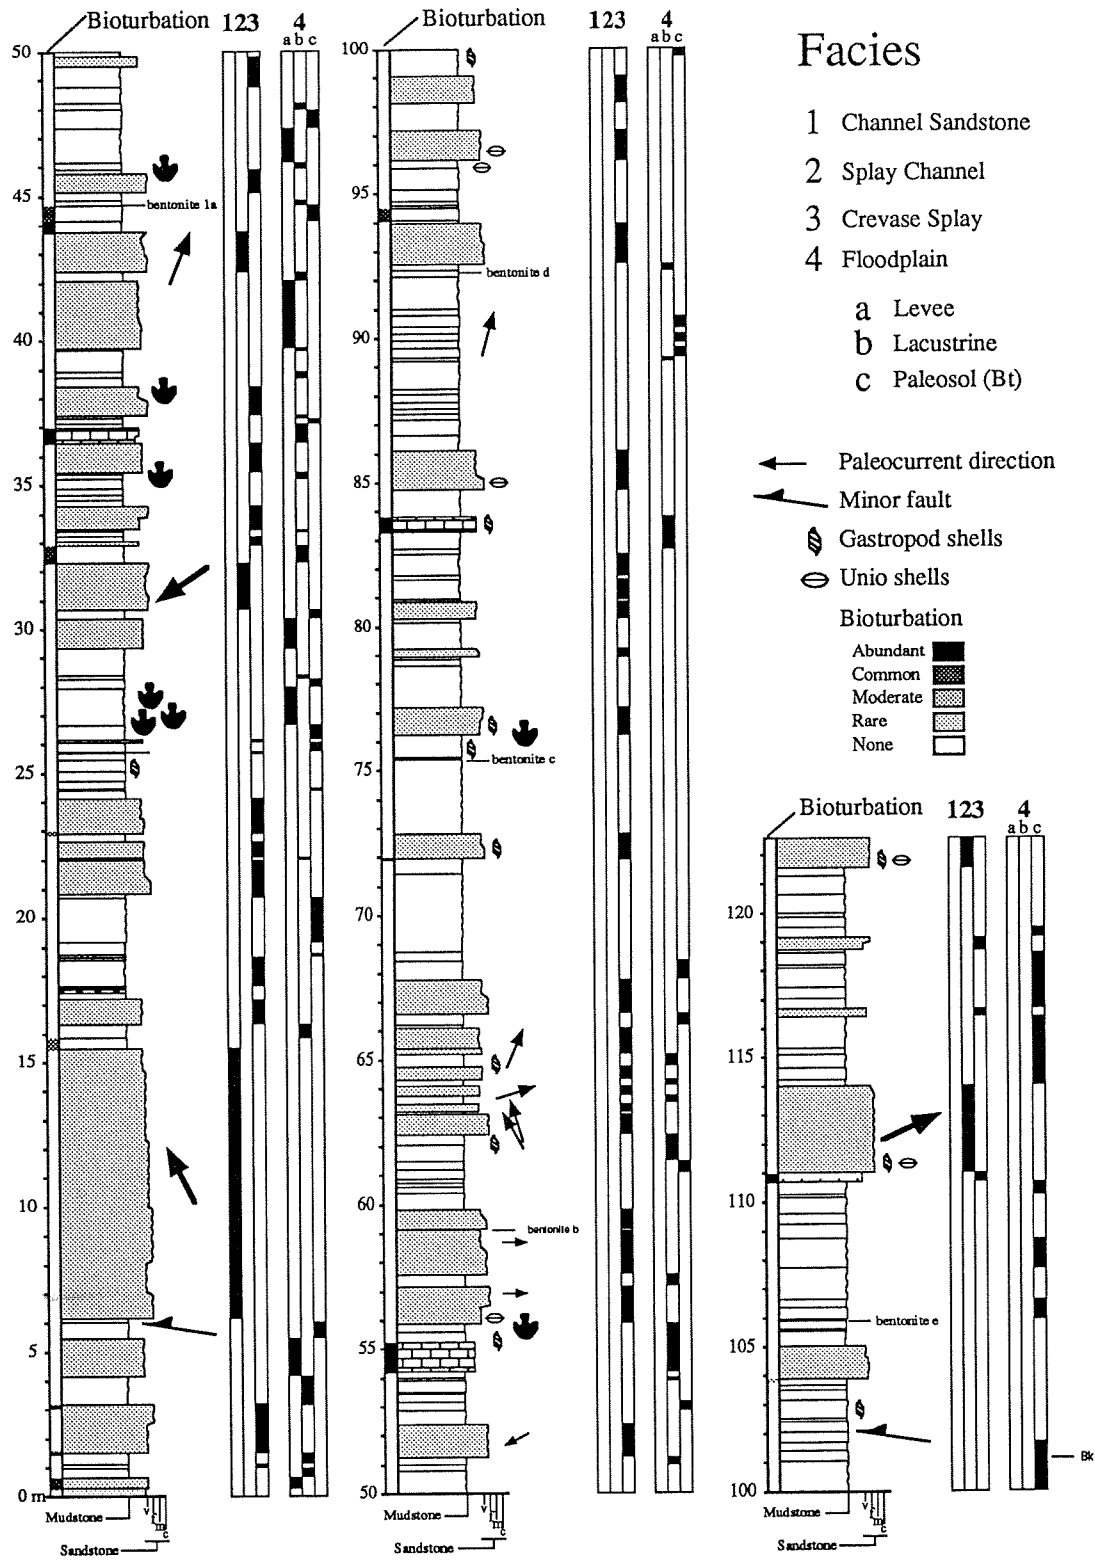 Bioturbation
123
4
a b c
50
45
40
35
30
25
20
15
10
5
0 m
bentonite 1a
Mudstone
Sandstone
v
f
m
c
Bioturbation
123
4
a b c
100
95
90
85
80
75
70
65
60
55
50
bentonite d
bentonite c
bentonite b
Mudstone
Sandstone
v
f
m
c
Facies
1 Channel Sandstone
2 Splay Channel
3 Crevase Splay
4 Floodplain
a Levee
b Lacustrine
c Paleosol (Bt)
Paleocurrent direction
Minor fault
Gastropod shells
Unio shells
Bioturbation
Abundant
Common
Moderate
Rare
None
Bioturbation
123
4
a b c
120
115
110
105
100
bentonite e
Bk
Mudstone
Sandstone
v
f
m
c